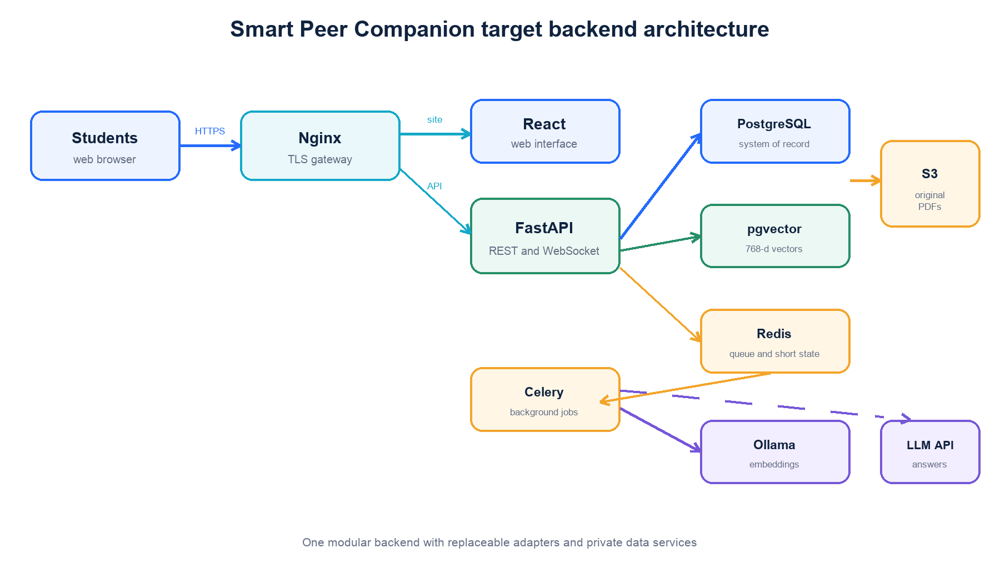 Smart Peer Companion target backend architecture
Students
web browser
HTTPS
Nginx
TLS gateway
site
API
React
web interface
FastAPI
REST and WebSocket
PostgreSQL
system of record
S3
original
PDFs
pgvector
768-d vectors
Redis
queue and short state
Celery
background jobs
Ollama
embeddings
LLM API
answers
One modular backend with replaceable adapters and private data services